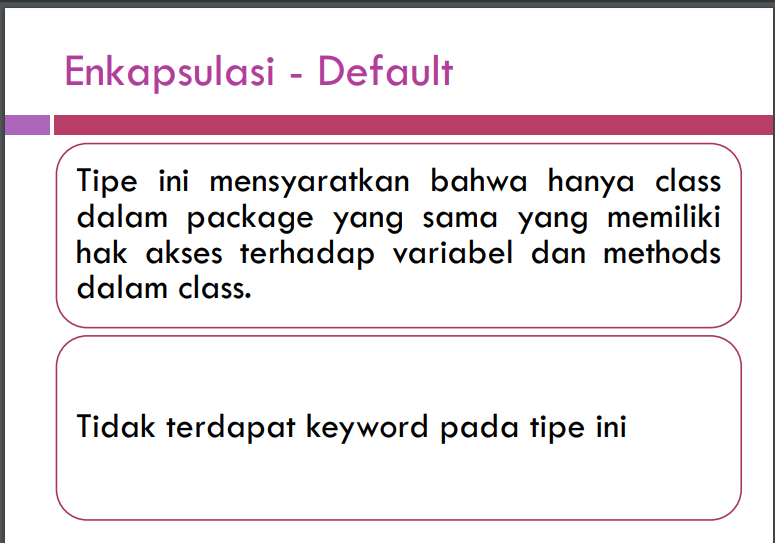 Enkapsulasi - Default
Tipe ini mensyaratkan bahwa hanya class
dalam package yang sama yang memiliki
hak akses terhadap variabel dan methods
dalam class.
Tidak terdapat keyword pada tipe ini